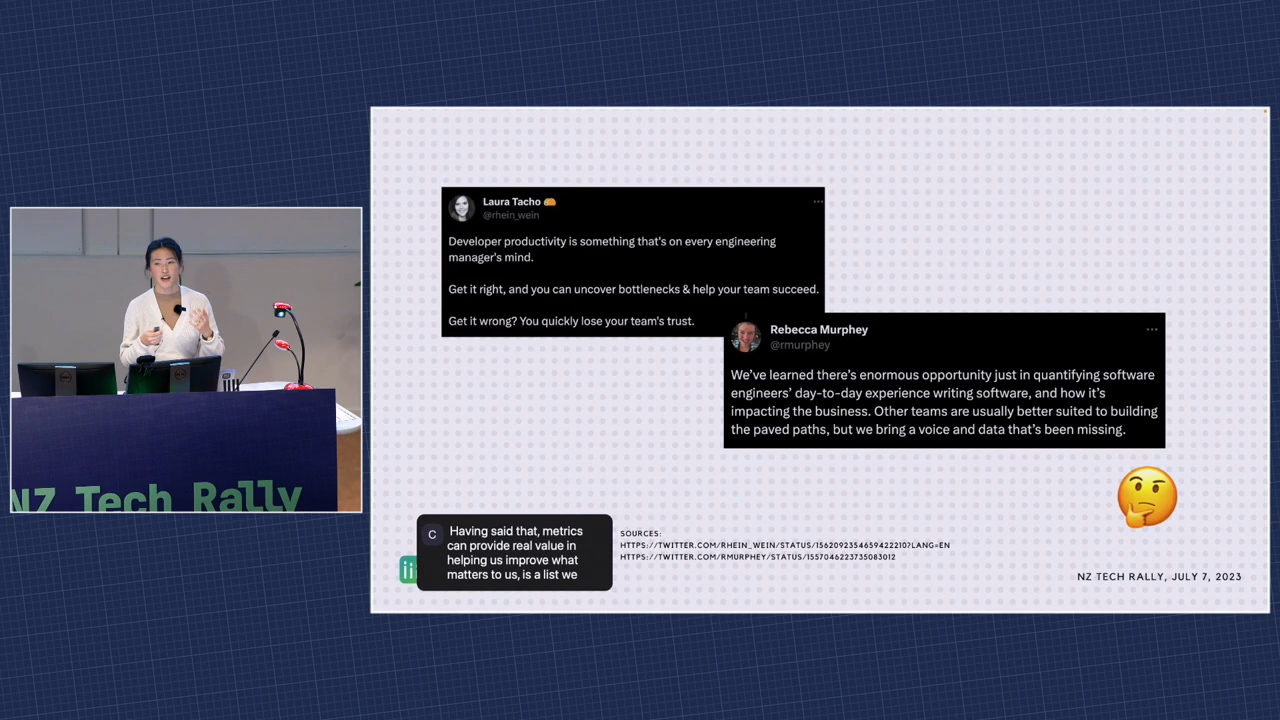 Laura Tacho
@rhein_wein
Developer productivity is something that's on every engineering
manager's mind.
Get it right, and you can uncover bottlenecks & help your team succeed.
Get it wrong? You quickly lose your team's trust.
Rebecca Murphey
@rmurphey
We've learned there's enormous opportunity just in quantifying software
engineers' day-to-day experience writing software, and how it's
impacting the business. Other teams are usually better suited to building
the paved paths, but we bring a voice and data that's been missing.
C
Having said that, metrics
can provide real value in
helping us improve what
matters to us, is a list we
SOURCES:
HTTPS://TWITTER.COM/RHEIN_WEIN/STATUS/1562092354659422210?LANG=EN
HTTPS://TWITTER.COM/RMURPHEY/STATUS/1557046223735083012
NZ TECH RALLY, JULY 7, 2023
NZ Tech Rally